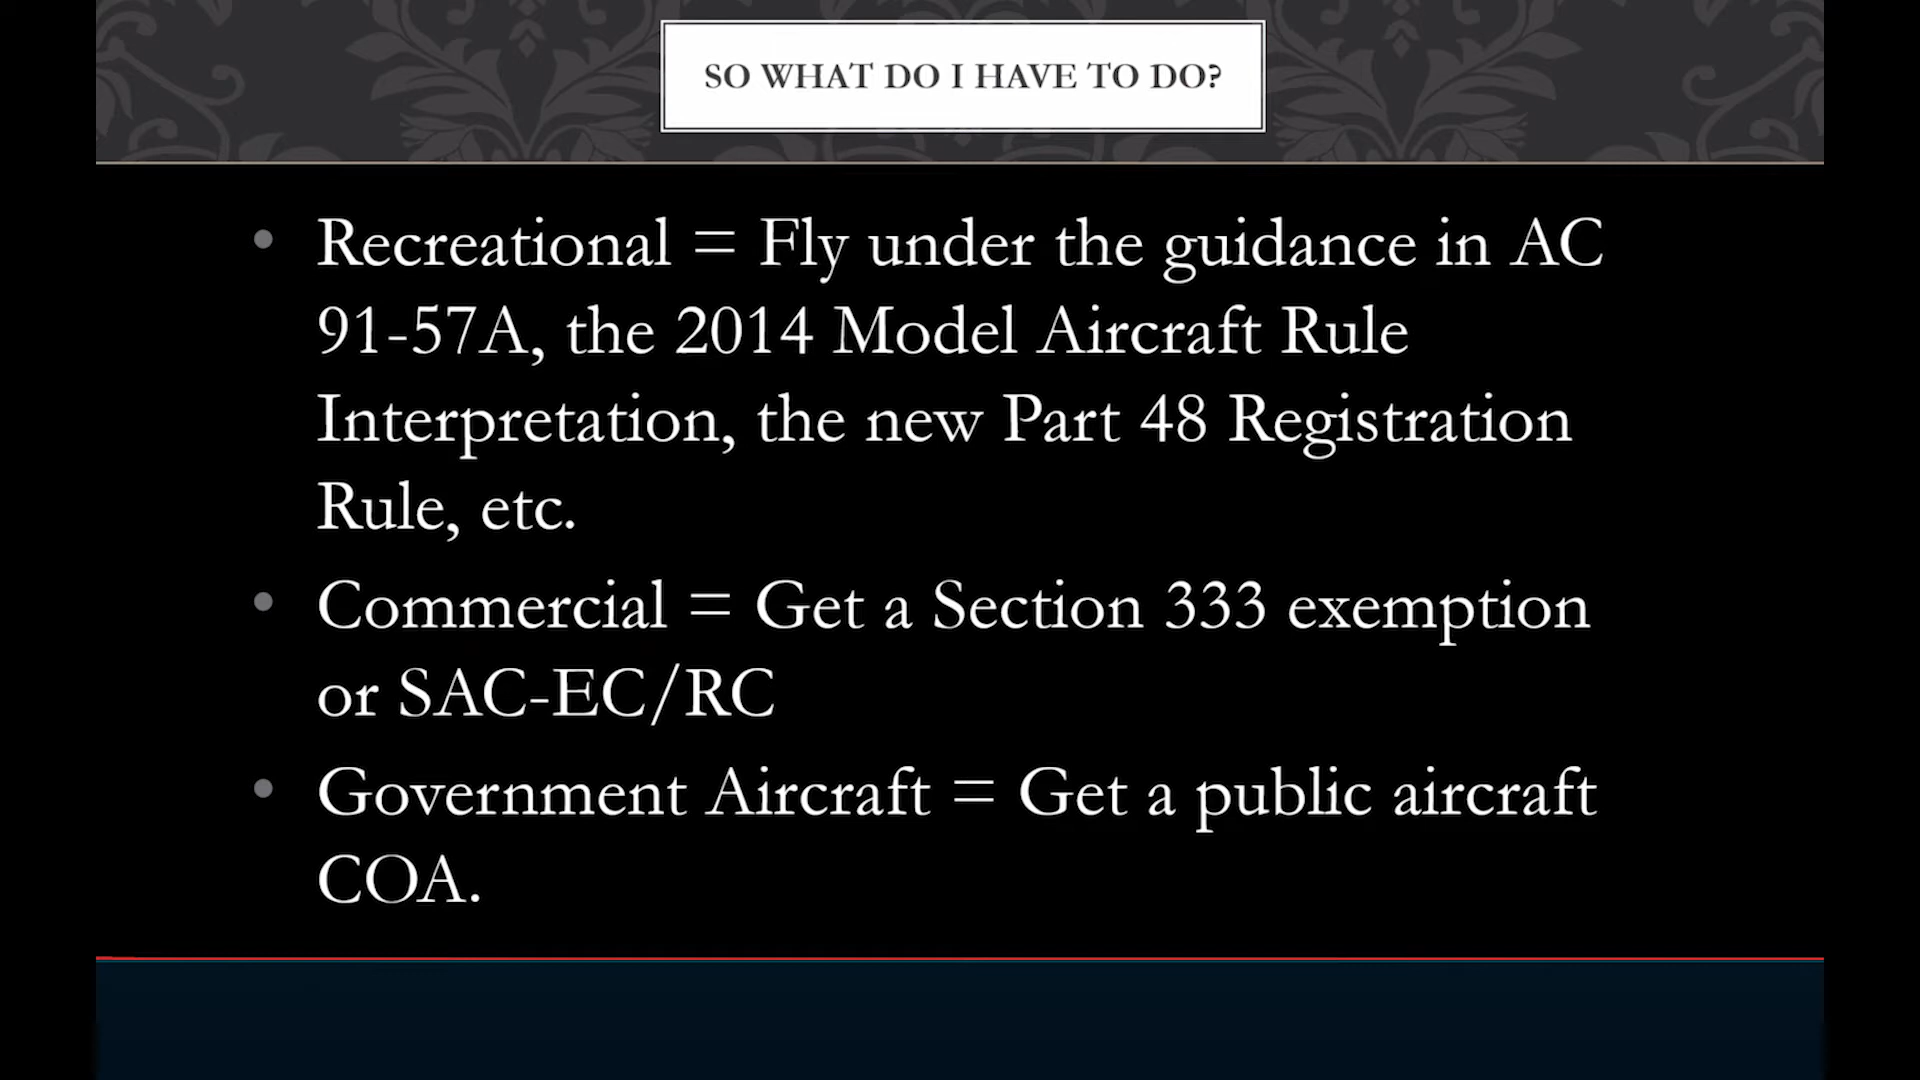 SO WHAT DO I HAVE TO DO?
• Recreational = Fly under the guidance in AC
91-57A, the 2014 Model Aircraft Rule
Interpretation, the new Part 48 Registration
Rule, etc.
• Commercial = Get a Section 333 exemption
or SAC-EC/RC
• Government Aircraft = Get a public aircraft
COA.